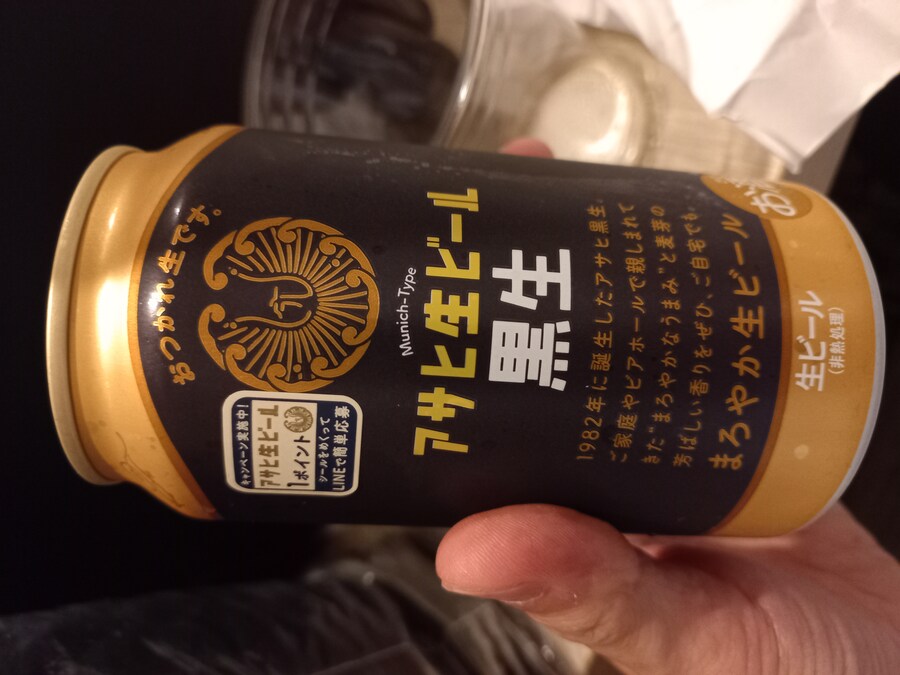 おつかれ生です。
キャンペーン実施中!
アサヒ生ビール
1ポイント
シールをめくって
LINEで簡単応募
Munich-Type
アサヒ生ビール
黒生
1982年に誕生したアサヒ黒生。
ご家庭やビアホールで親しまれて
きた"まろやかなうまみ"と麦芽の
芳ばしい香りをぜひ、ご自宅でも。
まろやか生ビール
生ビール
(非熱処理)